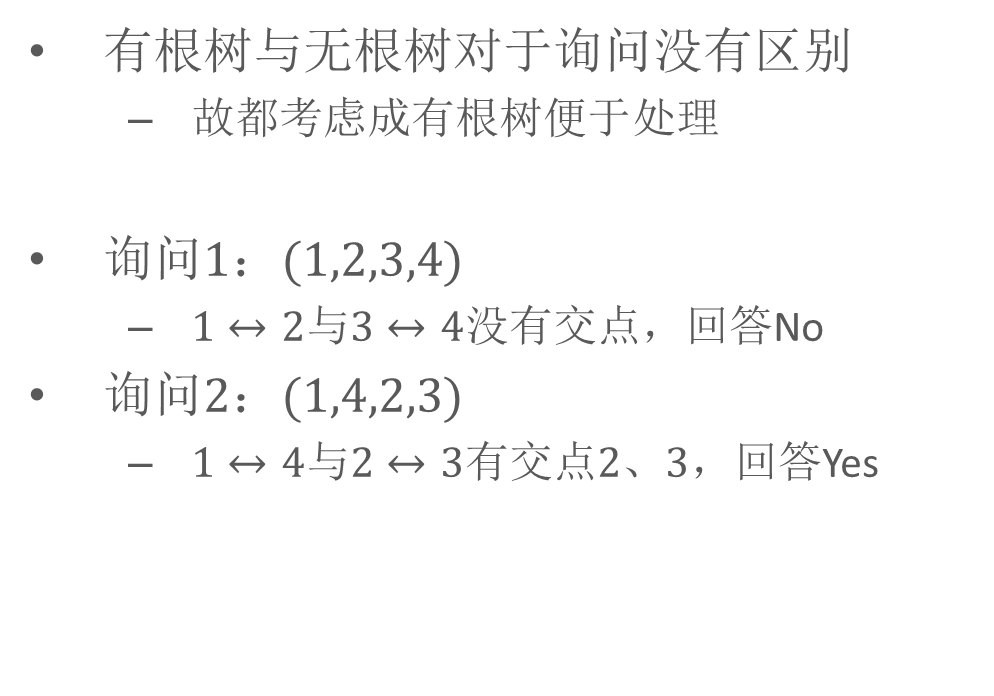 • 有根树与无根树对于询问没有区别
– 故都考虑成有根树便于处理
• 询问1：(1,2,3,4)
– 1 ↔ 2与3 ↔ 4没有交点，回答No
• 询问2：(1,4,2,3)
– 1 ↔ 4与2 ↔ 3有交点2、3，回答Yes